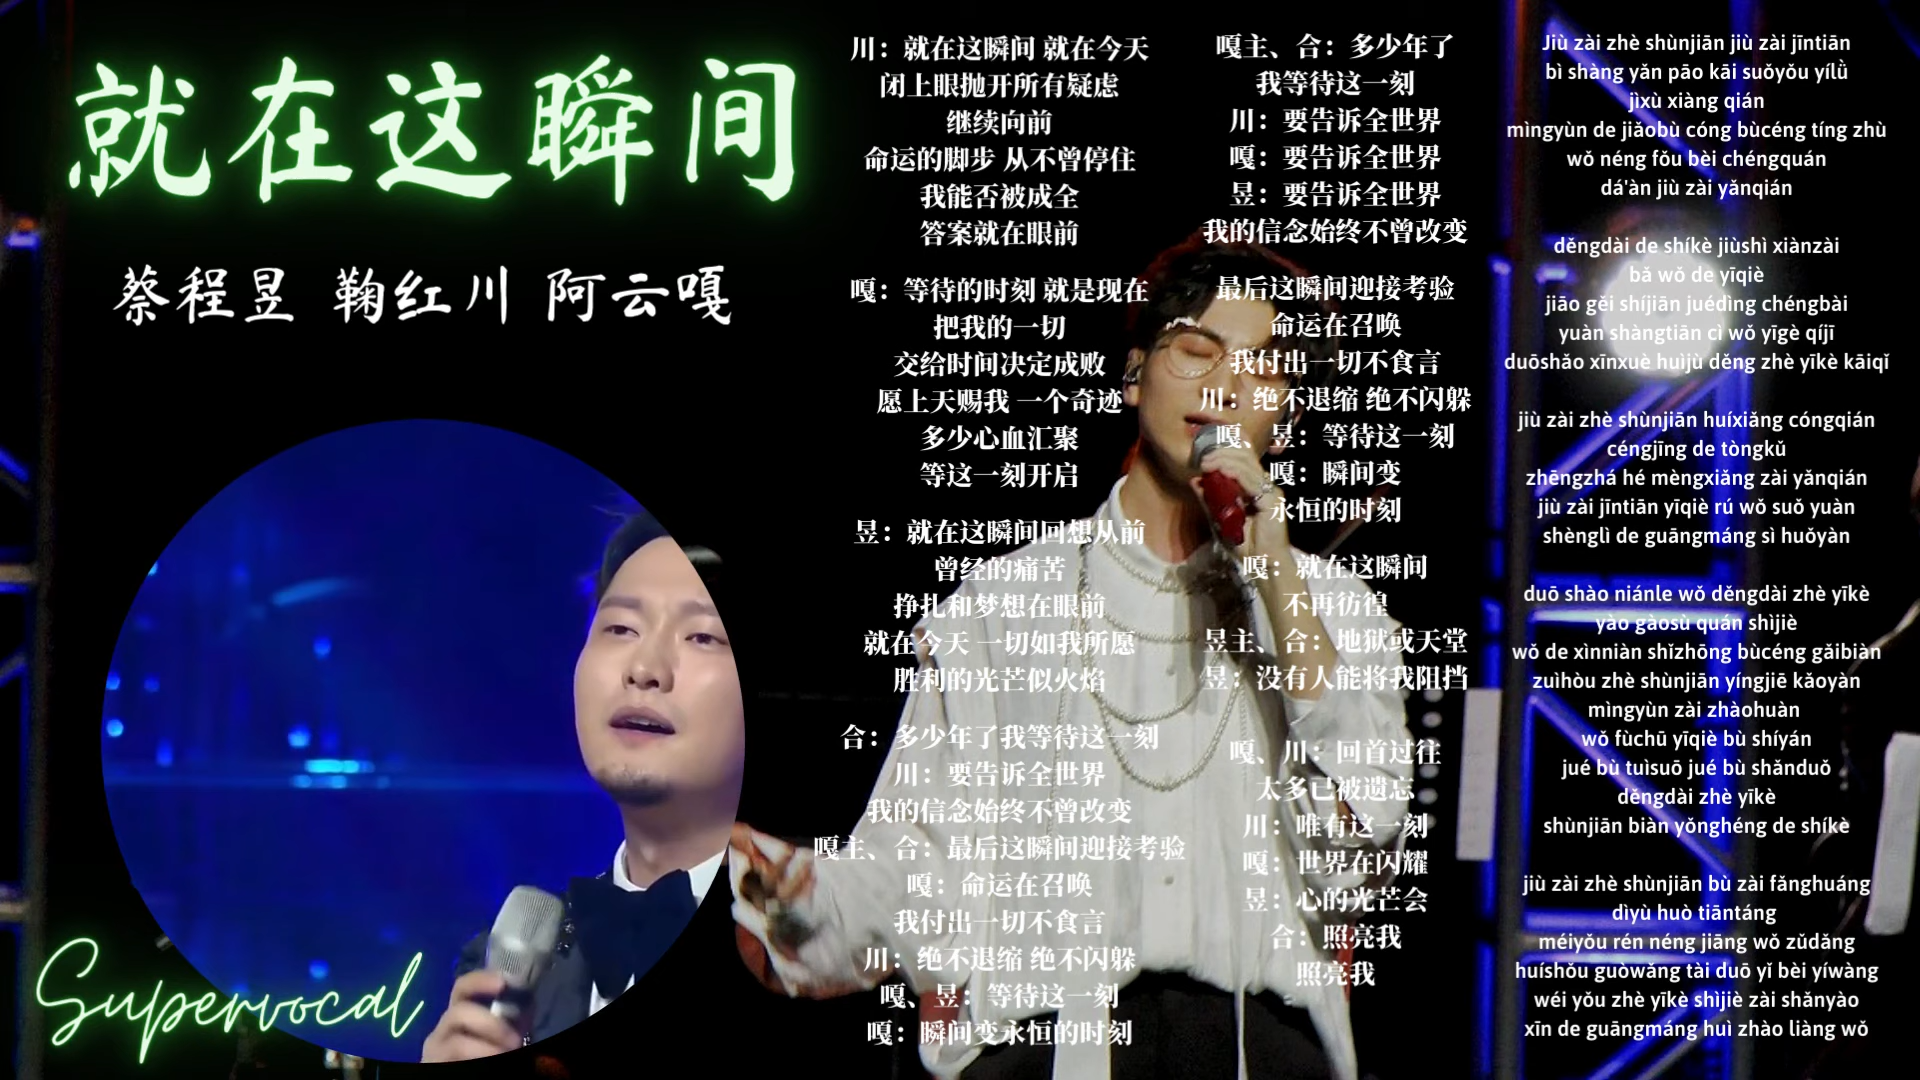 就在这瞬间
蔡程昱 鞠红川 阿云嘎
Supervocal
川：就在这瞬间 就在今天
闭上眼抛开所有疑虑
继续向前
命运的脚步 从不曾停住
我能否被成全
答案就在眼前
嘎：等待的时刻 就是现在
把我的一切
交给时间决定成败
愿上天赐我 一个奇迹
多少心血汇聚
等这一刻开启
昱：就在这瞬间回想从前
曾经的痛苦
挣扎和梦想在眼前
就在今天 一切如我所愿
胜利的光芒似火焰
合：多少年了我等待这一刻
川：要告诉全世界
我的信念始终不曾改变
嘎主、合：最后这瞬间迎接考验
嘎：命运在召唤
我付出一切不食言
川：绝不退缩 绝不闪躲
嘎、昱：等待这一刻
嘎：瞬间变永恒的时刻
嘎主、合：多少年了
我等待这一刻
川：要告诉全世界
嘎：要告诉全世界
昱：要告诉全世界
我的信念始终不曾改变
最后这瞬间迎接考验
命运在召唤
我付出一切不食言
川：绝不退缩 绝不闪躲
嘎、昱：等待这一刻
嘎：瞬间变
永恒的时刻
嘎：就在这瞬间
不再彷徨
昱主、合：地狱或天堂
昱：没有人能将我阻挡
嘎、川：回首过往
太多已被遗忘
川：唯有这一刻
嘎：世界在闪耀
昱：心的光芒会
合：照亮我
照亮我
Jiù zài zhè shùnjiān jiù zài jīntiān
bì shàng yǎn pāo kāi suǒyǒu yílǜ
jìxù xiàng qián
mìngyùn de jiǎobù cóng bùcéng tíng zhù
wǒ néng fǒu bèi chéngquán
dá'àn jiù zài yǎnqián
děngdài de shíkè jiùshì xiànzài
bǎ wǒ de yīqiè
jiāo gěi shíjiān juédìng chéngbài
yuàn shàngtiān cì wǒ yīgè qíjī
duōshǎo xīnxuè huìjù děng zhè yīkè kāiqǐ
jiù zài zhè shùnjiān huíxiǎng cóngqián
céngjīng de tòngkǔ
zhēngzhá hé mèngxiǎng zài yǎnqián
jiù zài jīntiān yīqiè rú wǒ suǒ yuàn
shènglì de guāngmáng sì huǒyàn
duō shào niánle wǒ děngdài zhè yīkè
yào gàosù quán shìjiè
wǒ de xìnniàn shǐzhōng bùcéng gǎibiàn
zuìhòu zhè shùnjiān yíngjiē kǎoyàn
mìngyùn zài zhàohuàn
wǒ fùchū yīqiè bù shíyán
jué bù tuìsuō jué bù shǎnduǒ
děngdài zhè yīkè
shùnjiān biàn yǒnghéng de shíkè
jiù zài zhè shùnjiān bù zài fǎnghuáng
dìyù huò tiāntáng
méiyǒu rén néng jiāng wǒ zǔdǎng
huíshǒu guòwǎng tài duō yǐ bèi yíwàng
wéi yǒu zhè yīkè shìjiè zài shǎnyào
xīn de guāngmáng huì zhào liàng wǒ